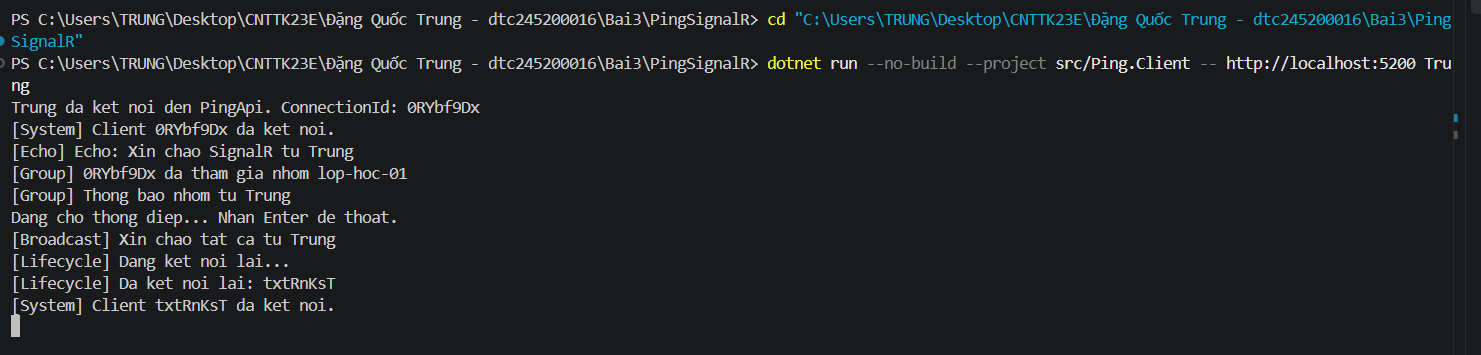 PS C:\Users\TRUNG\Desktop\CNTTK23E\Đặng Quốc Trung - dtc245200016\Bai3\PingSignalR> cd "C:\Users\TRUNG\Desktop\CNTTK23E\Đặng Quốc Trung - dtc245200016\Bai3\Ping
SignalR"
PS C:\Users\TRUNG\Desktop\CNTTK23E\Đặng Quốc Trung - dtc245200016\Bai3\PingSignalR> dotnet run --no-build --project src/Ping.Client -- http://localhost:5200 Tru
ng
Trung da ket noi den PingApi. ConnectionId: 0RYbf9Dx
[System] Client 0RYbf9Dx da ket noi.
[Echo] Echo: Xin chao SignalR tu Trung
[Group] 0RYbf9Dx da tham gia nhom lop-hoc-01
[Group] Thong bao nhom tu Trung
Dang cho thong diep... Nhan Enter de thoat.
[Broadcast] Xin chao tat ca tu Trung
[Lifecycle] Dang ket noi lai...
[Lifecycle] Da ket noi lai: txtRnKsT
[System] Client txtRnKsT da ket noi.